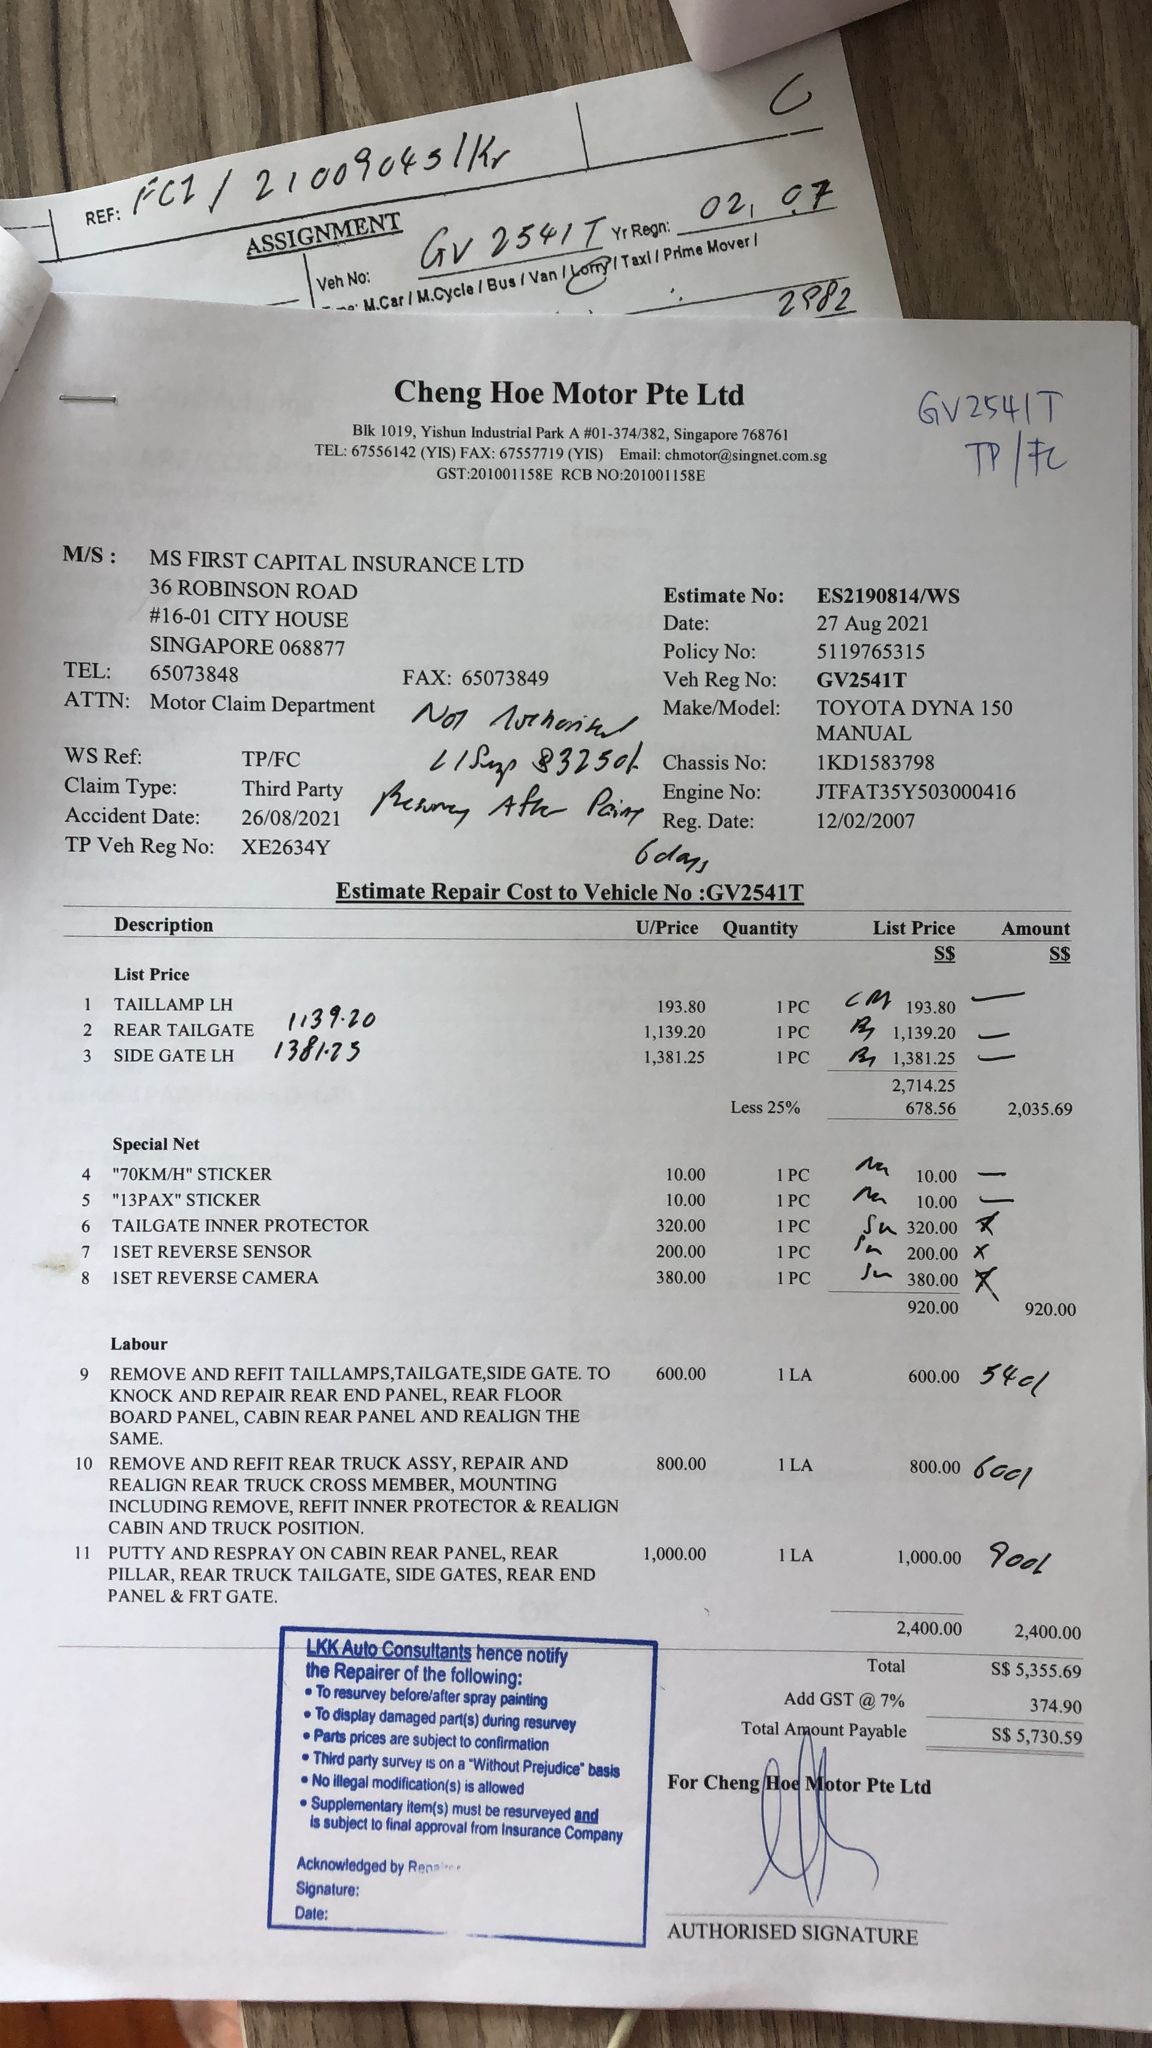 C
REF: FCI / 21009045/Kr
ASSIGNMENT
Veh No: GV 2541T Yr Regn: 02, 07
M.Car / M.Cycle / Bus / Van / Lorry / Taxi / Prime Mover /
2982
Cheng Hoe Motor Pte Ltd
GV2541T
TP/FC
Blk 1019, Yishun Industrial Park A #01-374/382, Singapore 768761
TEL: 67556142 (YIS) FAX: 67557719 (YIS) Email: chmotor@singnet.com.sg
GST:201001158E RCB NO:201001158E
M/S : MS FIRST CAPITAL INSURANCE LTD
36 ROBINSON ROAD
#16-01 CITY HOUSE
SINGAPORE 068877
TEL: 65073848 FAX: 65073849
ATTN: Motor Claim Department
Estimate No: ES2190814/WS
Date: 27 Aug 2021
Policy No: 5119765315
Veh Reg No: GV2541T
Make/Model: TOYOTA DYNA 150
MANUAL
Chassis No: 1KD1583798
Engine No: JTFAT35Y503000416
Reg. Date: 12/02/2007
WS Ref: TP/FC
Claim Type: Third Party
Accident Date: 26/08/2021
TP Veh Reg No: XE2634Y
Not Authorised
L/Sup $3250/
Resurvey After Paint
6 days
Estimate Repair Cost to Vehicle No :GV2541T
Description U/Price Quantity List Price Amount
S$ S$
List Price
1 TAILLAMP LH 193.80 1 PC 193.80
2 REAR TAILGATE 1139.20 1,139.20 1 PC 1,139.20
3 SIDE GATE LH 1381.25 1,381.25 1 PC 1,381.25
2,714.25
Less 25% 678.56 2,035.69
Special Net
4 "70KM/H" STICKER 10.00 1 PC 10.00
5 "13PAX" STICKER 10.00 1 PC 10.00
6 TAILGATE INNER PROTECTOR 320.00 1 PC 320.00 x
7 1SET REVERSE SENSOR 200.00 1 PC 200.00 x
8 1SET REVERSE CAMERA 380.00 1 PC 380.00 x
920.00 920.00
Labour
9 REMOVE AND REFIT TAILLAMPS,TAILGATE,SIDE GATE. TO 600.00 1 LA 600.00 540/
KNOCK AND REPAIR REAR END PANEL, REAR FLOOR
BOARD PANEL, CABIN REAR PANEL AND REALIGN THE
SAME.
10 REMOVE AND REFIT REAR TRUCK ASSY, REPAIR AND 800.00 1 LA 800.00 600/
REALIGN REAR TRUCK CROSS MEMBER, MOUNTING
INCLUDING REMOVE, REFIT INNER PROTECTOR & REALIGN
CABIN AND TRUCK POSITION.
11 PUTTY AND RESPRAY ON CABIN REAR PANEL, REAR 1,000.00 1 LA 1,000.00 900/
PILLAR, REAR TRUCK TAILGATE, SIDE GATES, REAR END
PANEL & FRT GATE.
2,400.00 2,400.00
Total S$ 5,355.69
Add GST @ 7% 374.90
Total Amount Payable S$ 5,730.59
LKK Auto Consultants hence notify
the Repairer of the following:
• To resurvey before/after spray painting
• To display damaged part(s) during resurvey
• Parts prices are subject to confirmation
• Third party survey is on a "Without Prejudice" basis
• No illegal modification(s) is allowed
• Supplementary item(s) must be resurveyed and
is subject to final approval from Insurance Company
Acknowledged by Repairer
Signature:
Date:
For Cheng Hoe Motor Pte Ltd
AUTHORISED SIGNATURE